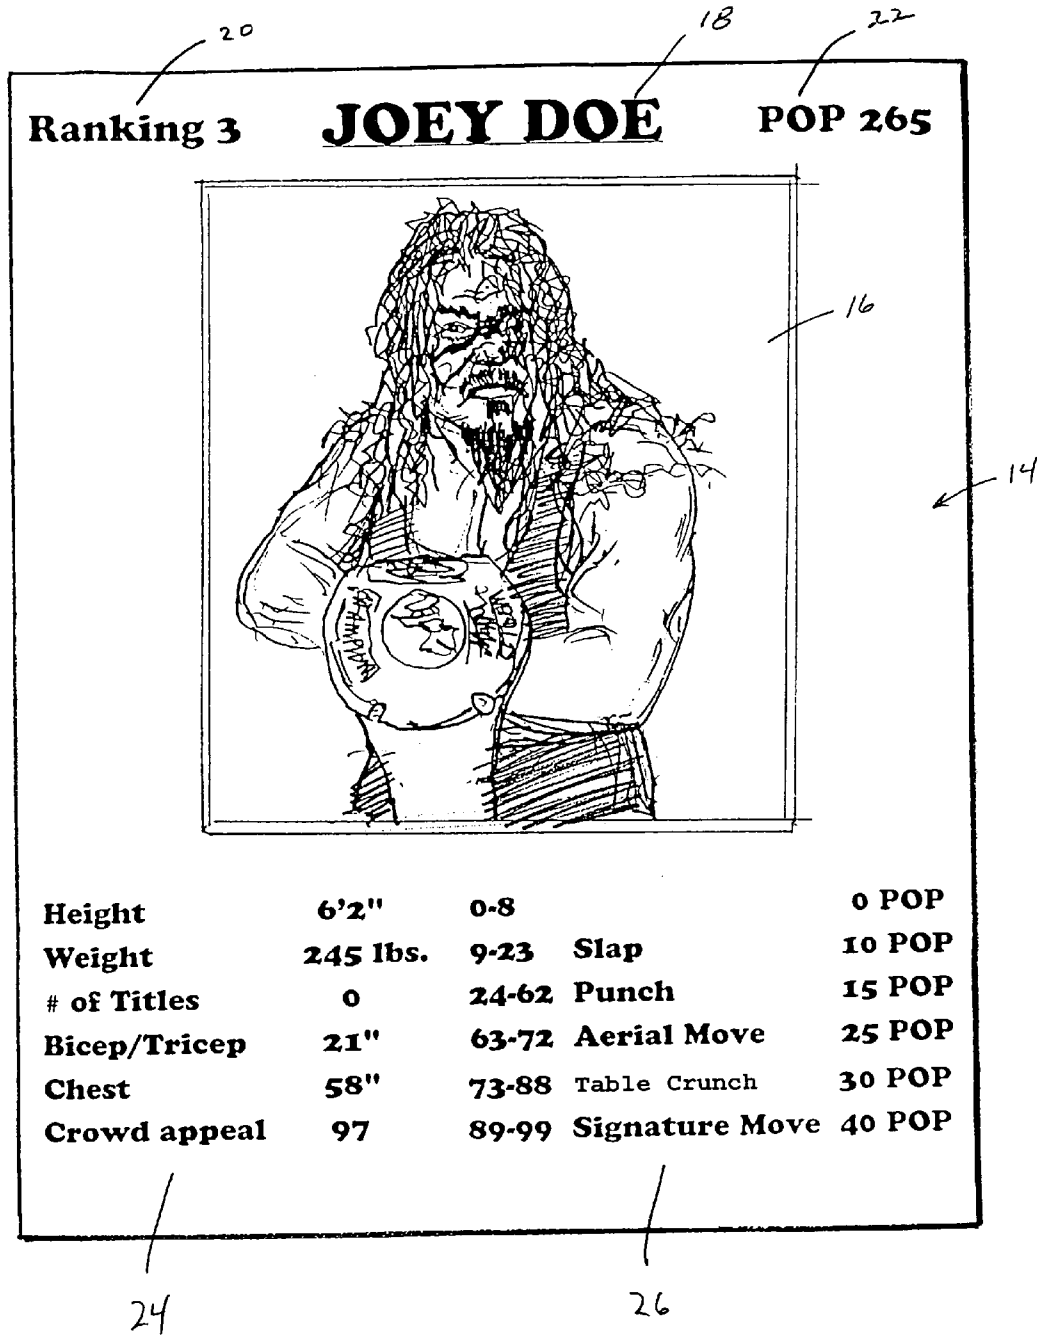 20 18 22
Ranking 3 JOEY DOE POP 265
16
14
CHAMPION
Height 6'2" 0-8 0 POP
Weight 245 lbs. 9-23 Slap 10 POP
# of Titles 0 24-62 Punch 15 POP
Bicep/Tricep 21" 63-72 Aerial Move 25 POP
Chest 58" 73-88 Table Crunch 30 POP
Crowd appeal 97 89-99 Signature Move 40 POP
24 26